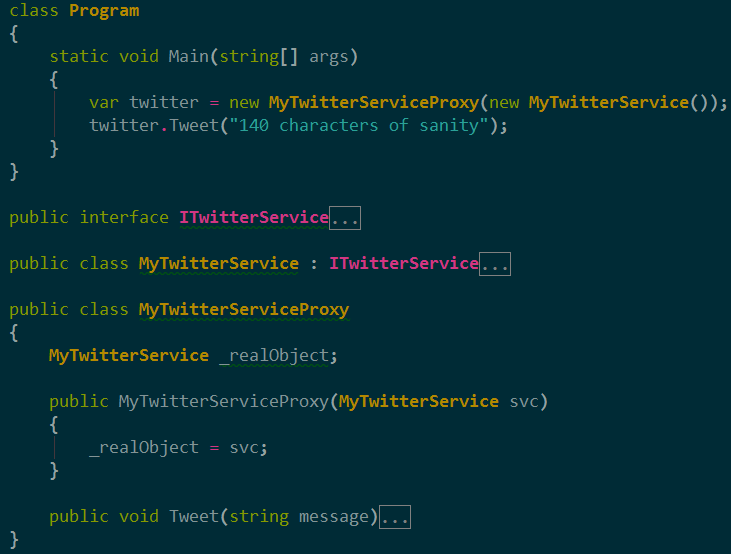 class Program
{
    static void Main(string[] args)
    {
        var twitter = new MyTwitterServiceProxy(new MyTwitterService());
        twitter.Tweet("140 characters of sanity");
    }
}
public interface ITwitterService...
public class MyTwitterService : ITwitterService...
public class MyTwitterServiceProxy
{
    MyTwitterService _realObject;
    public MyTwitterServiceProxy(MyTwitterService svc)
    {
        _realObject = svc;
    }
    public void Tweet(string message)...
}